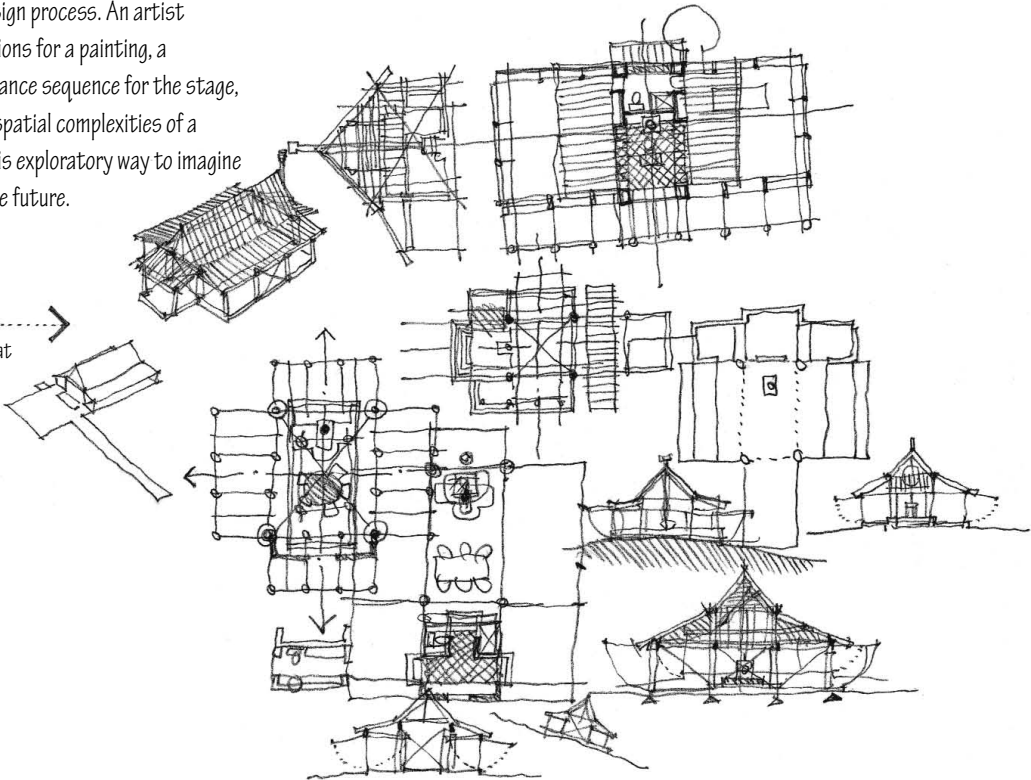 sign process. An artist
ions for a painting, a
ance sequence for the stage,
spatial complexities of a
is exploratory way to imagine
e future.
at